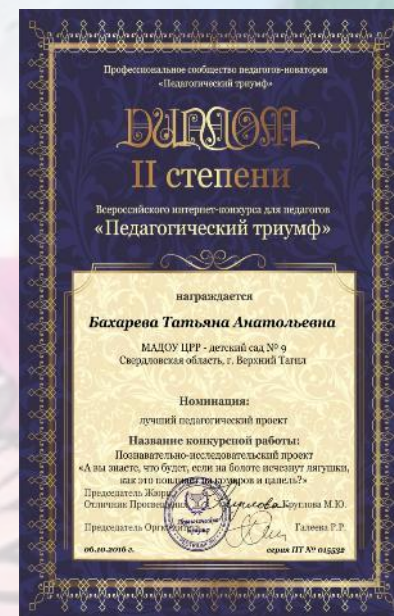 Профессиональное сообщество педагогов-новаторов
«Педагогический триумф»
ДИПЛОМ
II степени
Всероссийского интернет-конкурса для педагогов
«Педагогический триумф»
награждается
Бахарева Татьяна Анатольевна
МАДОУ ЦРР - детский сад № 9
Свердловская область, г. Верхний Тагил
Номинация:
лучший педагогический проект
Название конкурсной работы:
Познавательно-исследовательский проект
«А вы знаете, что будет, если на болоте исчезнут лягушки,
как это повлияет на комаров и цапель?»
Председатель Жюри
Отличник Просвещения Круглова М.Ю.
Председатель Оргкомитета Галеева Р.Р.
06.10.2016 г. серия ПТ № 015532